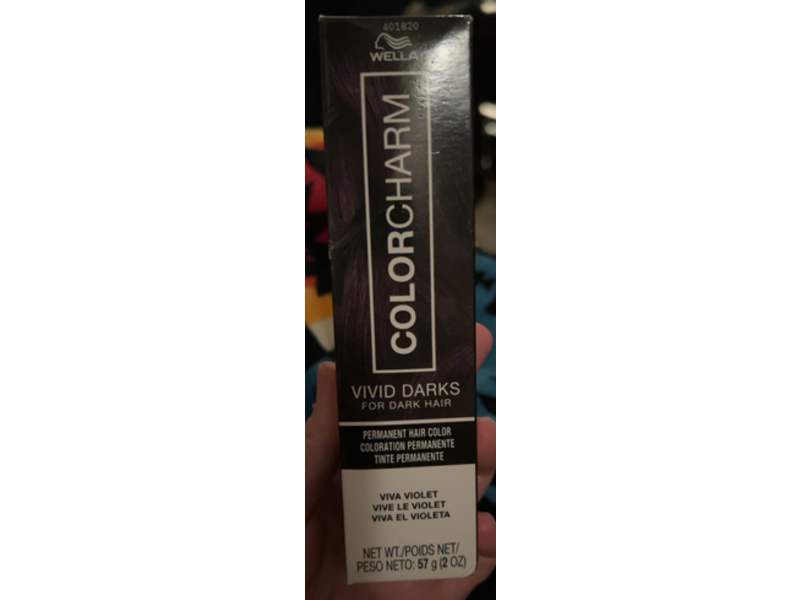 401820
WELLA
COLORCHARM
VIVID DARKS
FOR DARK HAIR
PERMANENT HAIR COLOR
COLORATION PERMANENTE
TINTE PERMANENTE
VIVA VIOLET
VIVE LE VIOLET
VIVA EL VIOLETA
NET WT./POIDS NET/
PESO NETO: 57 g (2 OZ)